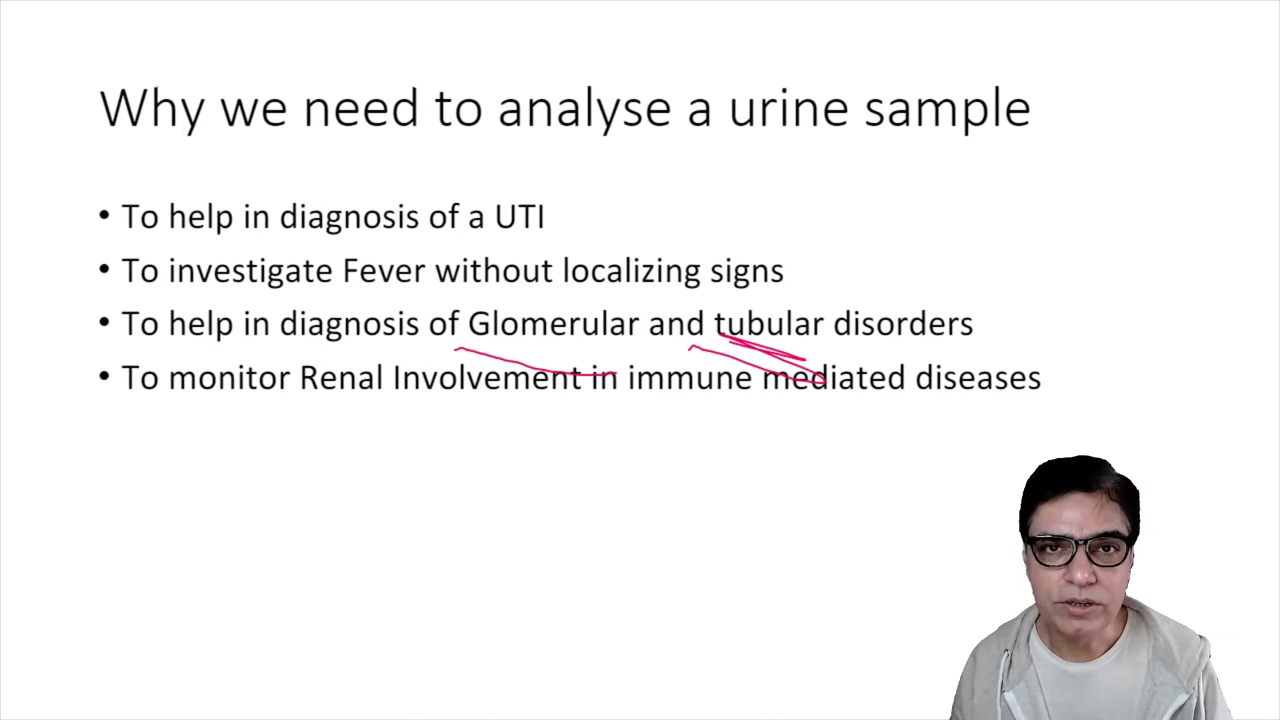 Why we need to analyse a urine sample
• To help in diagnosis of a UTI
• To investigate Fever without localizing signs
• To help in diagnosis of Glomerular and tubular disorders
• To monitor Renal Involvement in immune mediated diseases